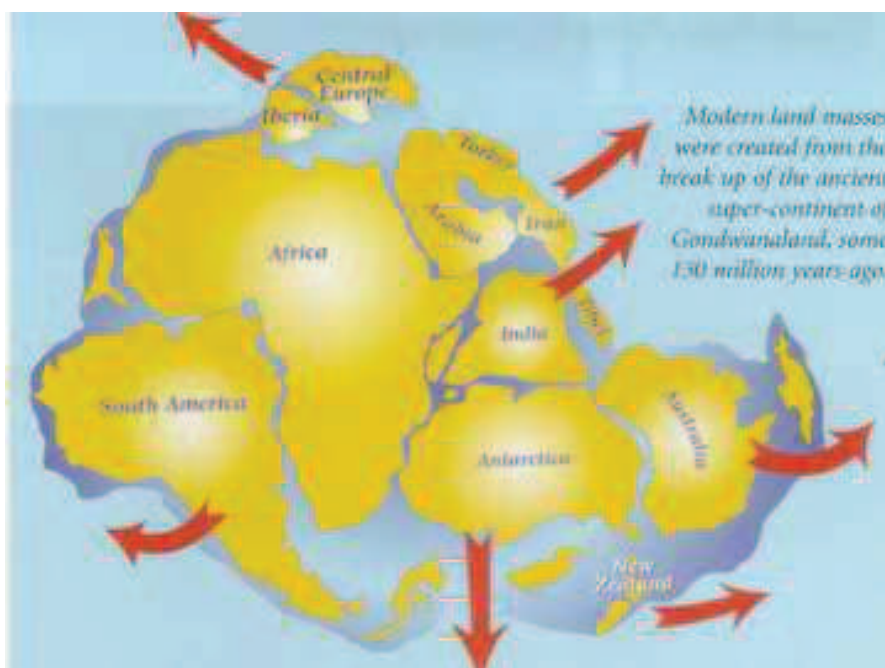 Central
Europe
Iberia
Turkey
Arabia
Iran
Africa
Modern land masses
were created from the
break up of the ancient
super-continent of
Gondwanaland, some
130 million years ago.
Tibet
India
South America
Australia
Antarctica
New
Zealand